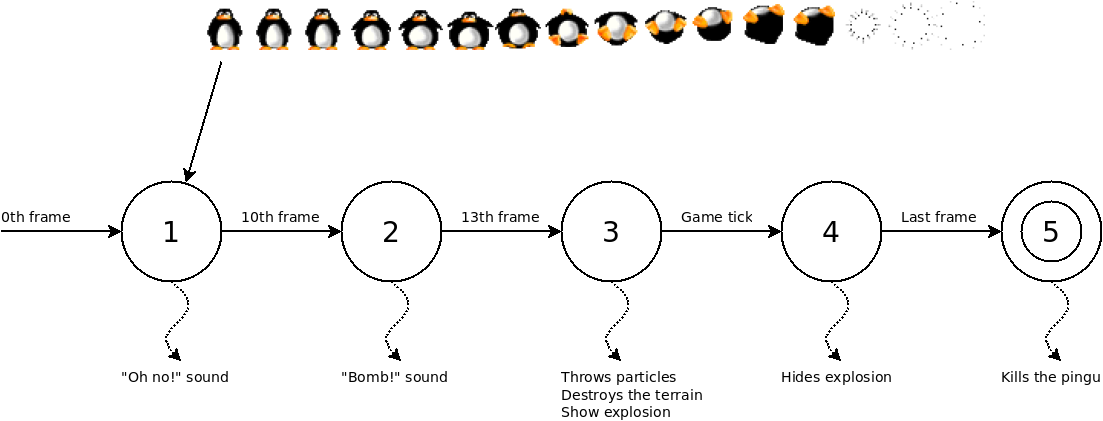 0th frame
1
10th frame
2
13th frame
3
Game tick
4
Last frame
5
"Oh no!" sound
"Bomb!" sound
Throws particles
Destroys the terrain
Show explosion
Hides explosion
Kills the pingu